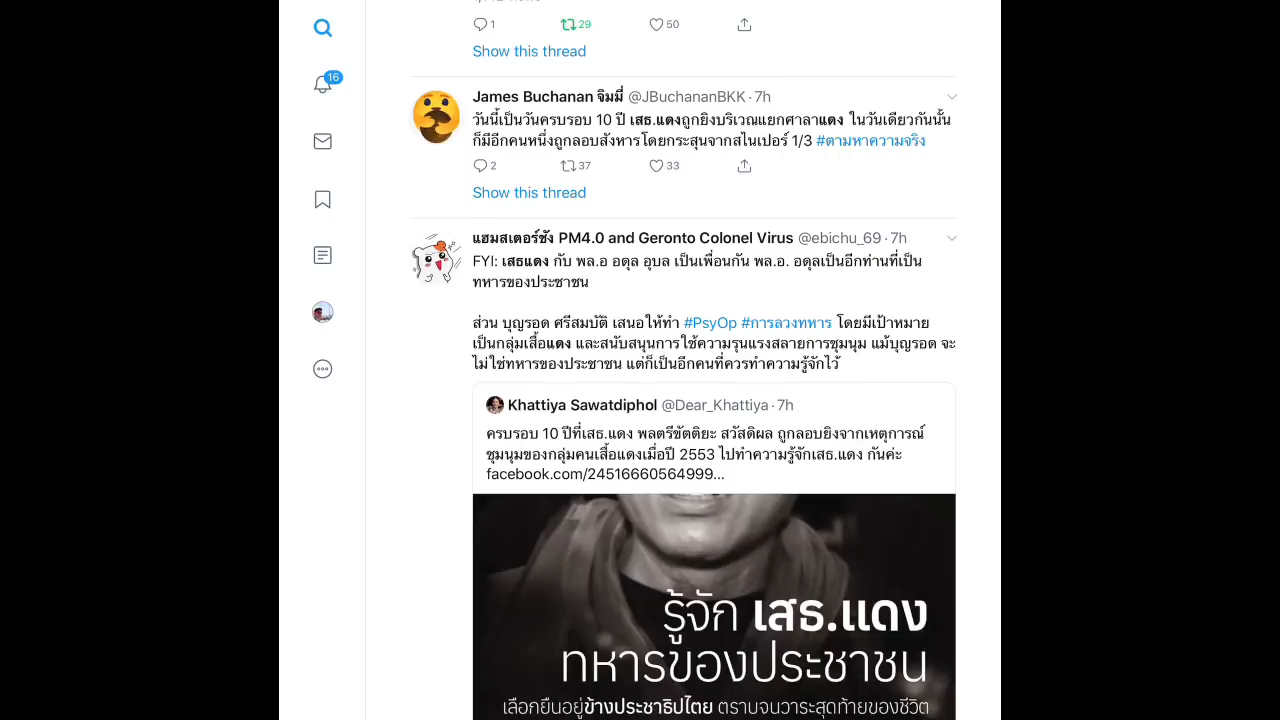 1 29 50
Show this thread
16
James Buchanan จิมมี่ @JBuchananBKK · 7h
วันนี้เป็นวันครบรอบ 10 ปี เสธ.แดงถูกยิงบริเวณแยกศาลาแดง ในวันเดียวกันนั้น
ก็มีอีกคนหนึ่งถูกลอบสังหารโดยกระสุนจากสไนเปอร์ 1/3 #ตามหาความจริง
2 37 33
Show this thread
แฮมสเตอร์ชัง PM4.0 and Geronto Colonel Virus @ebichu_69 · 7h
FYI: เสธแดง กับ พล.อ อดุล อุบล เป็นเพื่อนกัน พล.อ. อดุลเป็นอีกท่านที่เป็น
ทหารของประชาชน
ส่วน บุญรอด ศรีสมบัติ เสนอให้ทำ #PsyOp #การลวงทหาร โดยมีเป้าหมาย
เป็นกลุ่มเสื้อแดง และสนับสนุนการใช้ความรุนแรงสลายการชุมนุม แม้บุญรอด จะ
ไม่ใช่ทหารของประชาชน แต่ก็เป็นอีกคนที่ควรทำความรู้จักไว้
Khattiya Sawatdiphol @Dear_Khattiya · 7h
ครบรอบ 10 ปีที่เสธ.แดง พลตรีขัตติยะ สวัสดิผล ถูกลอบยิงจากเหตุการณ์
ชุมนุมของกลุ่มคนเสื้อแดงเมื่อปี 2553 ไปทำความรู้จักเสธ.แดง กันค่ะ
facebook.com/24516660564999...
รู้จัก เสธ.แดง
ทหารของประชาชน
เลือกยืนอยู่ข้างประชาธิปไตย ตราบจนวาระสุดท้ายของชีวิต